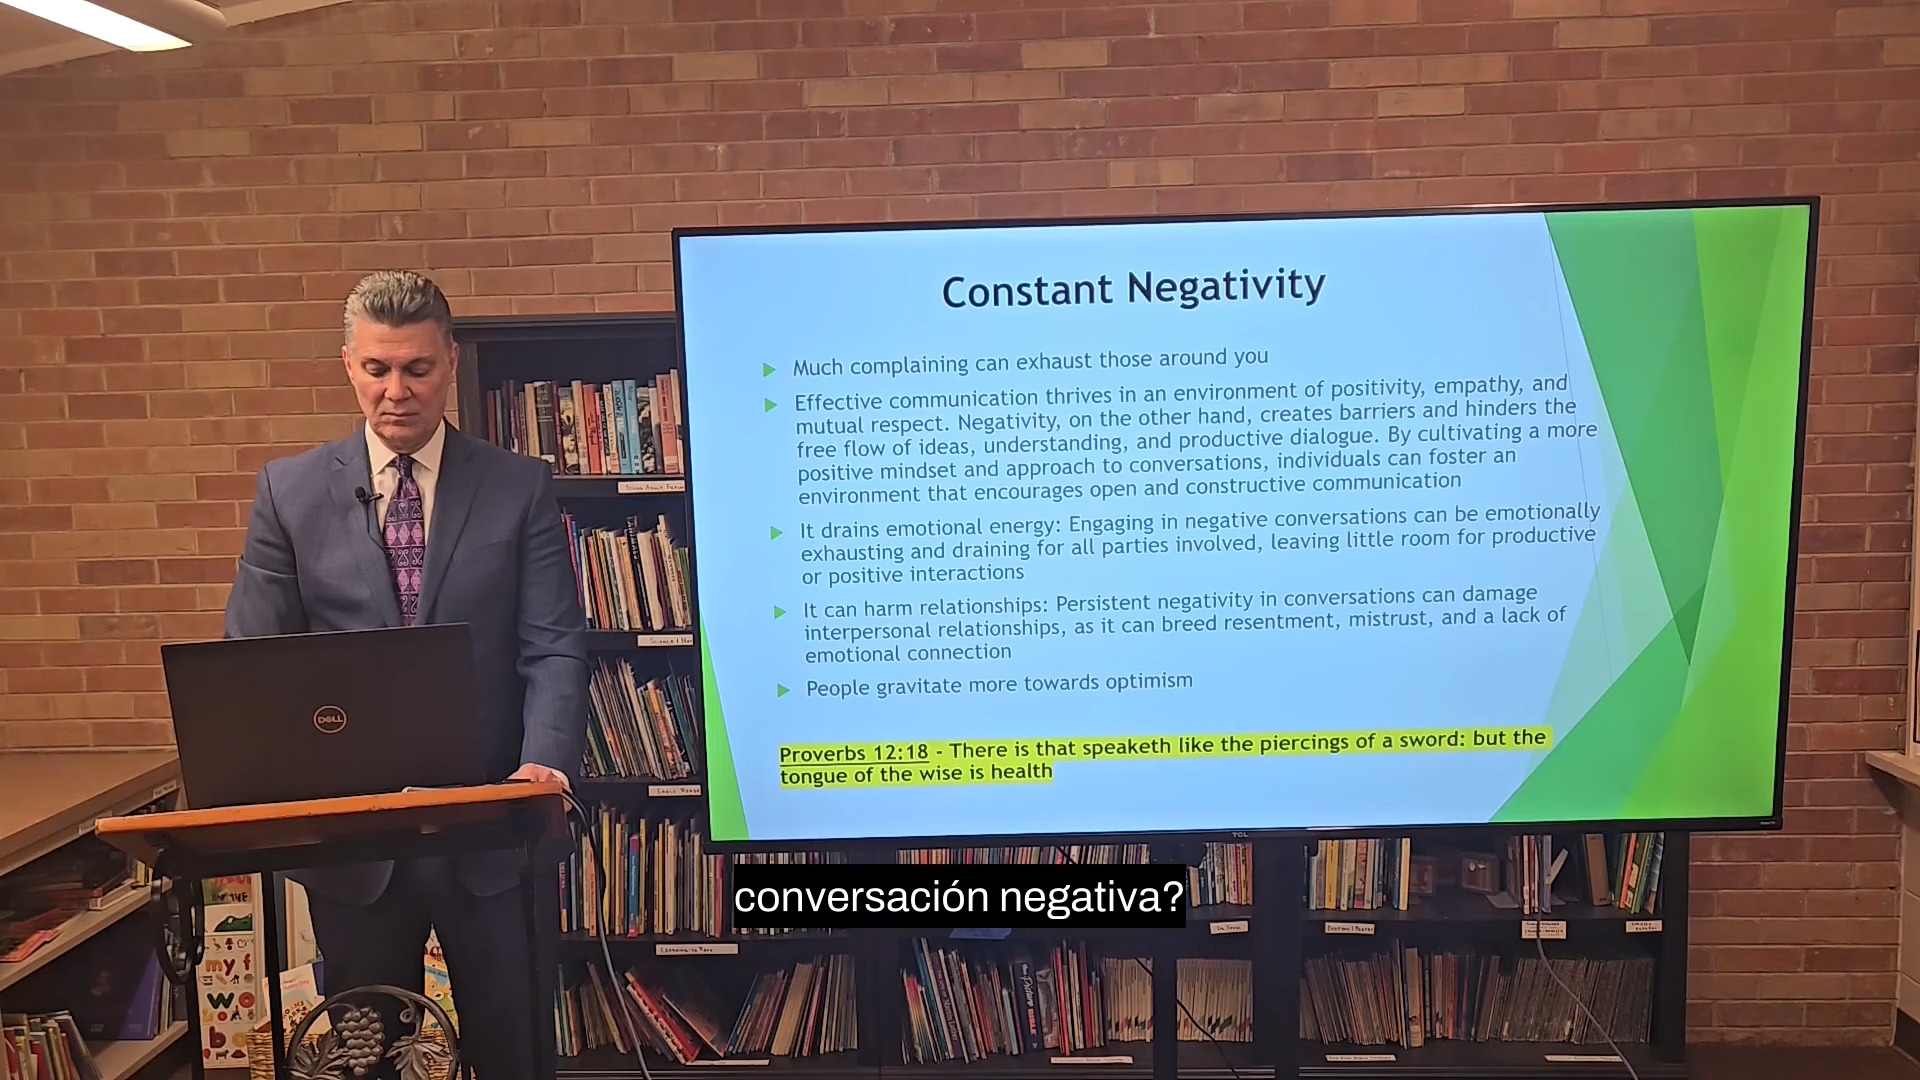 Constant Negativity
Much complaining can exhaust those around you
Effective communication thrives in an environment of positivity, empathy, and
mutual respect. Negativity, on the other hand, creates barriers and hinders the
free flow of ideas, understanding, and productive dialogue. By cultivating a more
positive mindset and approach to conversations, individuals can foster an
environment that encourages open and constructive communication
It drains emotional energy: Engaging in negative conversations can be emotionally
exhausting and draining for all parties involved, leaving little room for productive
or positive interactions
It can harm relationships: Persistent negativity in conversations can damage
interpersonal relationships, as it can breed resentment, mistrust, and a lack of
emotional connection
People gravitate more towards optimism
Proverbs 12:18 - There is that speaketh like the piercings of a sword: but the
tongue of the wise is health
TCL
DELL
conversación negativa?
Learning to Read
my f
wo